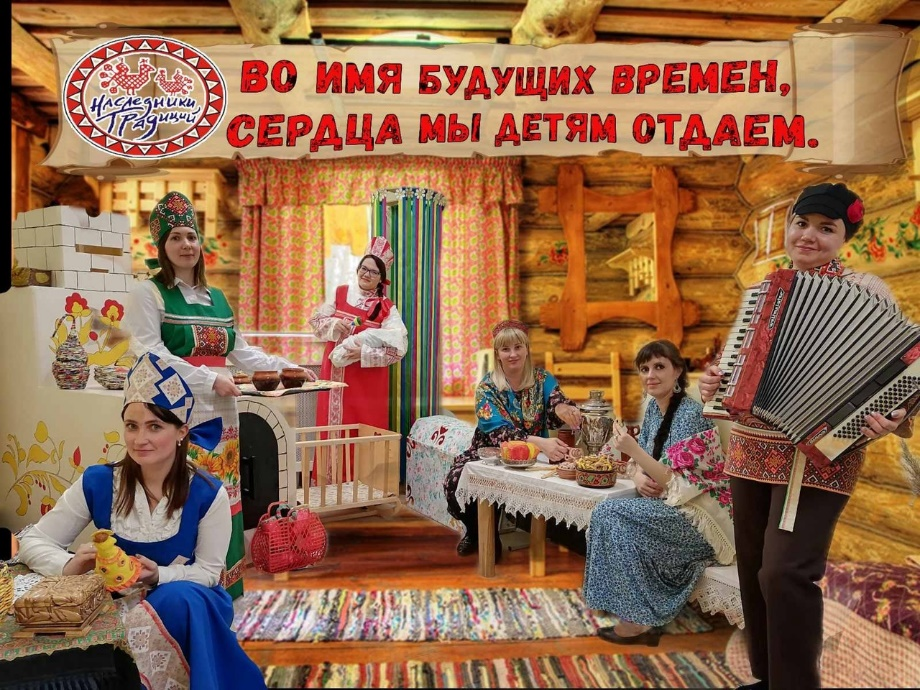 Наследники
Традиций
ВО ИМЯ БУДУЩИХ ВРЕМЕН,
СЕРДЦА МЫ ДЕТЯМ ОТДАЕМ.